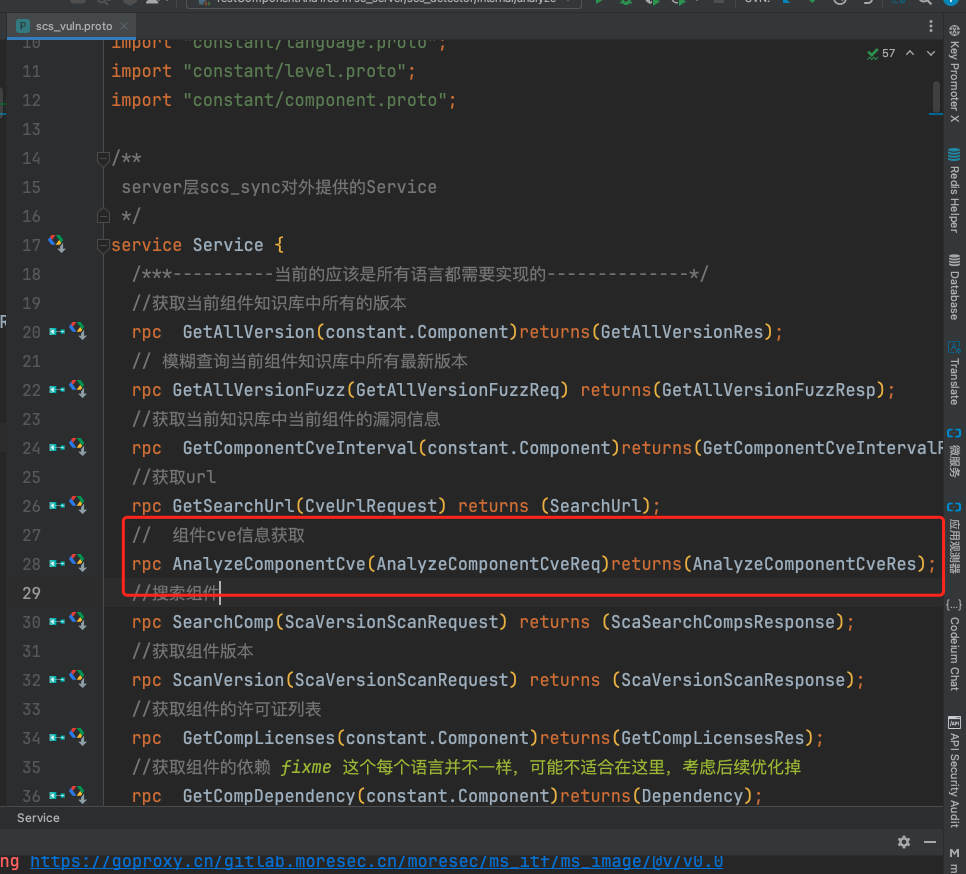 scs_vuln.proto
57
10 import "constant/language.proto";
11 import "constant/level.proto";
12 import "constant/component.proto";
13
14 /**
15 server层scs_sync对外提供的Service
16 */
17 service Service {
18 /***----------当前的应该是所有语言都需要实现的--------------*/
19 //获取当前组件知识库中所有的版本
20 rpc  GetAllVersion(constant.Component)returns(GetAllVersionRes);
21 // 模糊查询当前组件知识库中所有最新版本
22 rpc GetAllVersionFuzz(GetAllVersionFuzzReq) returns(GetAllVersionFuzzResp);
23 //获取当前知识库中当前组件的漏洞信息
24 rpc  GetComponentCveInterval(constant.Component)returns(GetComponentCveInterval
25 //获取url
26 rpc GetSearchUrl(CveUrlRequest) returns (SearchUrl);
27 //  组件cve信息获取
28 rpc AnalyzeComponentCve(AnalyzeComponentCveReq)returns(AnalyzeComponentCveRes);
29 //搜索组件
30 rpc SearchComp(ScaVersionScanRequest) returns (ScaSearchCompsResponse);
31 //获取组件版本
32 rpc ScanVersion(ScaVersionScanRequest) returns (ScaVersionScanResponse);
33 //获取组件的许可证列表
34 rpc  GetCompLicenses(constant.Component)returns(GetCompLicensesRes);
35 //获取组件的依赖 fixme 这个每个语言并不一样，可能不适合在这里，考虑后续优化掉
36 rpc  GetCompDependency(constant.Component)returns(Dependency);
Service
ng https://goproxy.cn/gitlab.moresec.cn/moresec/ms_itf/ms_image/@v/v0.0
Key Promoter X
Redis Helper
Database
Translate
微服务
应用观测器
Codeium Chat
API Security Audit
M